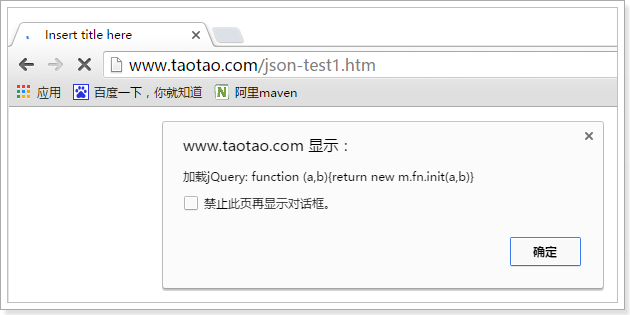 Insert title here
www.taotao.com/json-test1.htm
应用 百度一下，你就知道 阿里maven
www.taotao.com 显示：
加载jQuery: function (a,b){return new m.fn.init(a,b)}
禁止此页再显示对话框。
确定